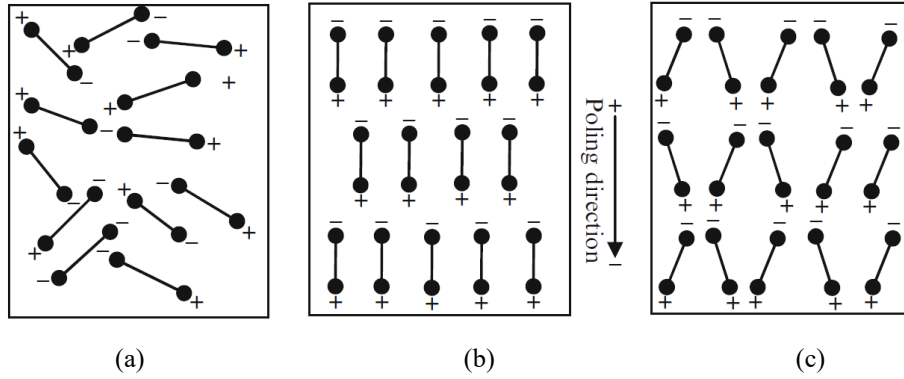 + − Poling direction
(a) (b) (c)